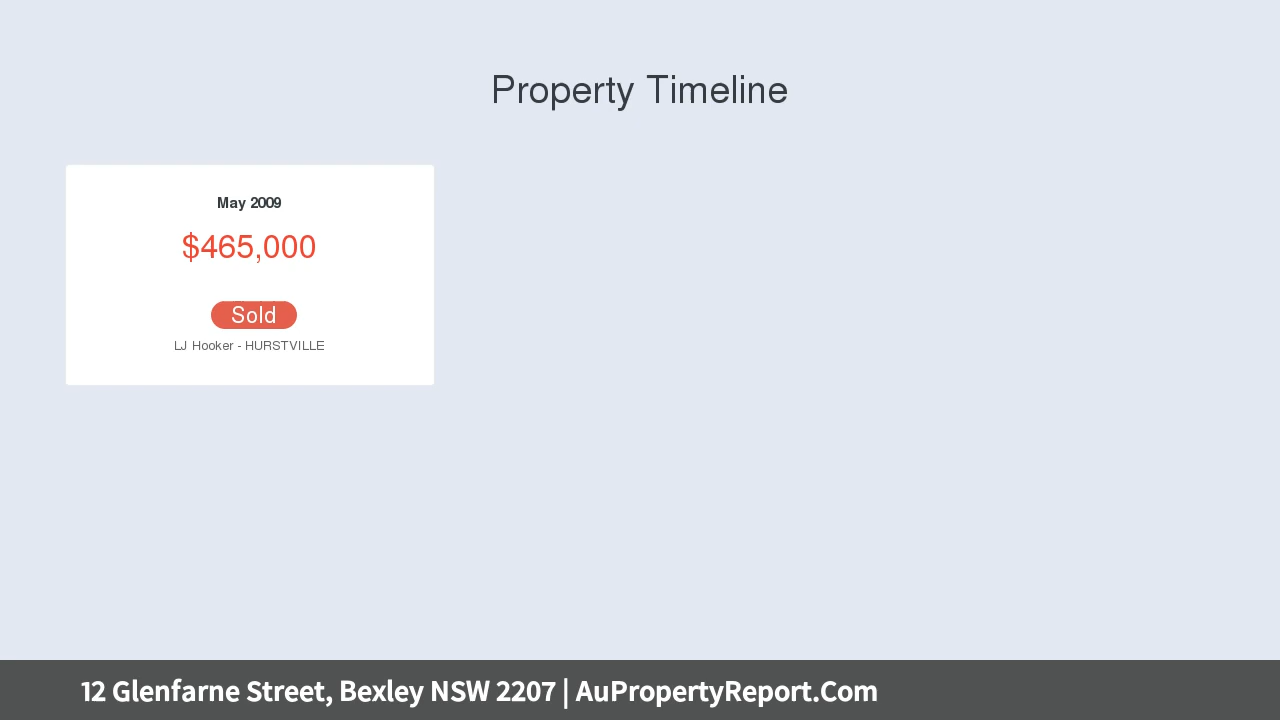 Property Timeline
May 2009
$465,000
Sold
LJ Hooker - HURSTVILLE
12 Glenfarne Street, Bexley NSW 2207 | AuPropertyReport.Com